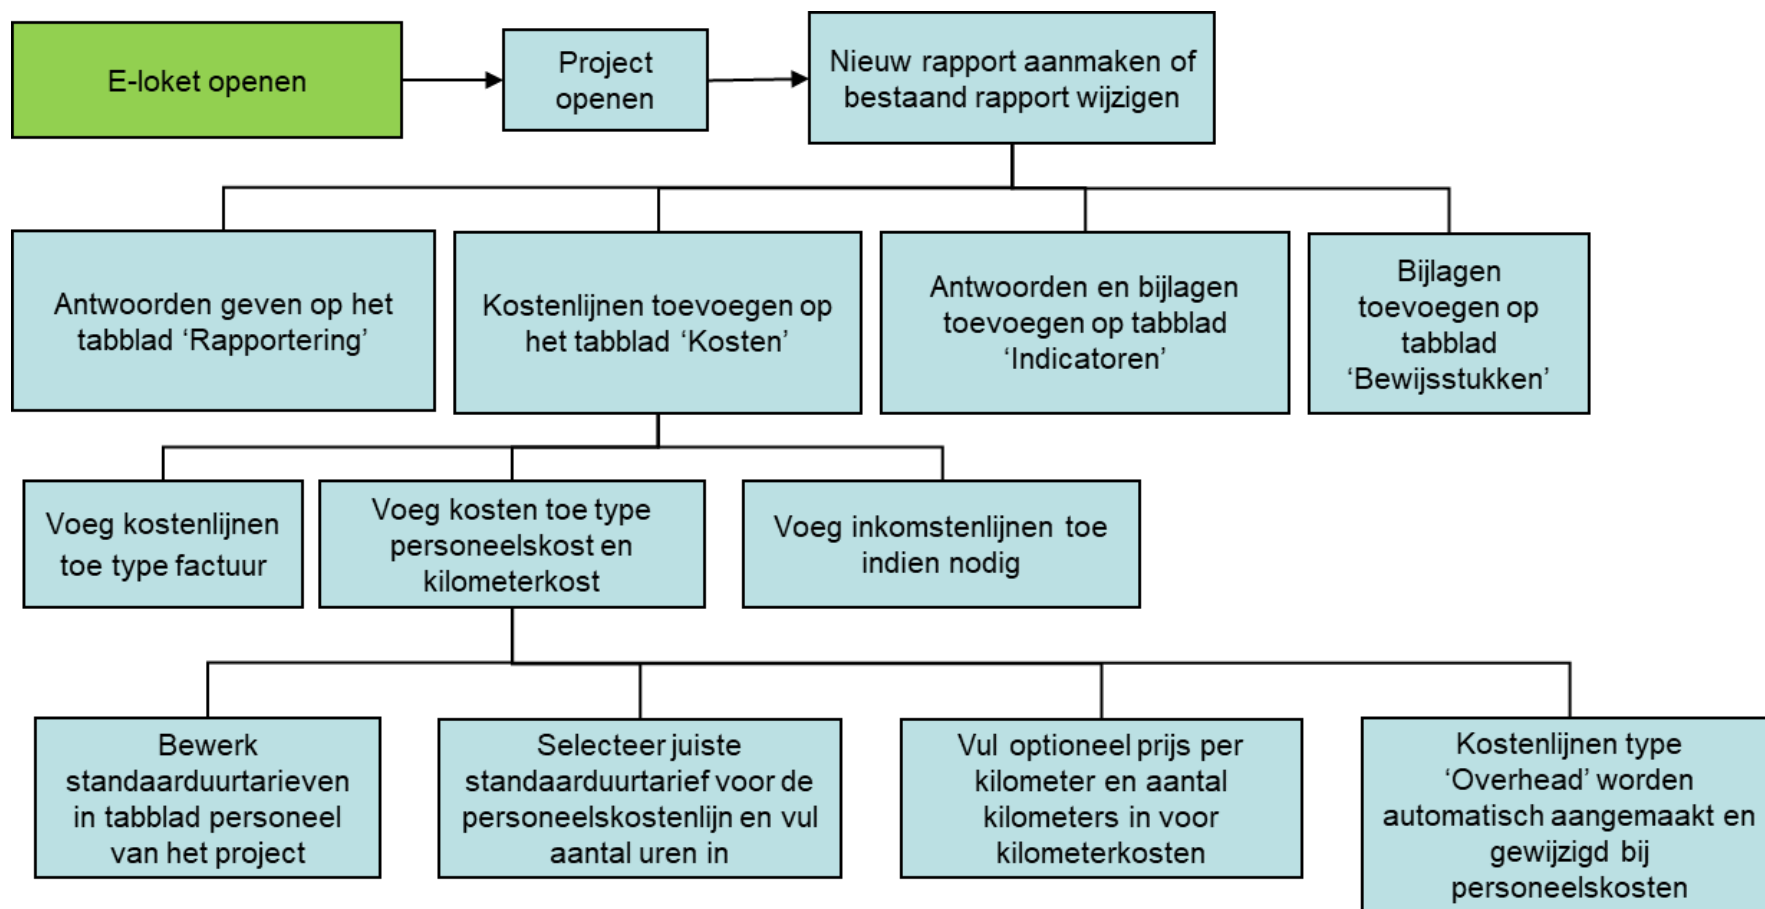 E-loket openen
Project
openen
Nieuw rapport aanmaken of
bestaand rapport wijzigen
Antwoorden geven op het
tabblad ‘Rapportering’
Kostenlijnen toevoegen op
het tabblad ‘Kosten’
Antwoorden en bijlagen
toevoegen op tabblad
‘Indicatoren’
Bijlagen
toevoegen op
tabblad
‘Bewijsstukken’
Voeg kostenlijnen
toe type factuur
Voeg kosten toe type
personeelskost en
kilometerkost
Voeg inkomstenlijnen toe
indien nodig
Bewerk
standaarduurtarieven
in tabblad personeel
van het project
Selecteer juiste
standaarduurtarief voor de
personeelskostenlijn en vul
aantal uren in
Vul optioneel prijs per
kilometer en aantal
kilometers in voor
kilometerkosten
Kostenlijnen type
‘Overhead’ worden
automatisch aangemaakt en
gewijzigd bij
personeelskosten